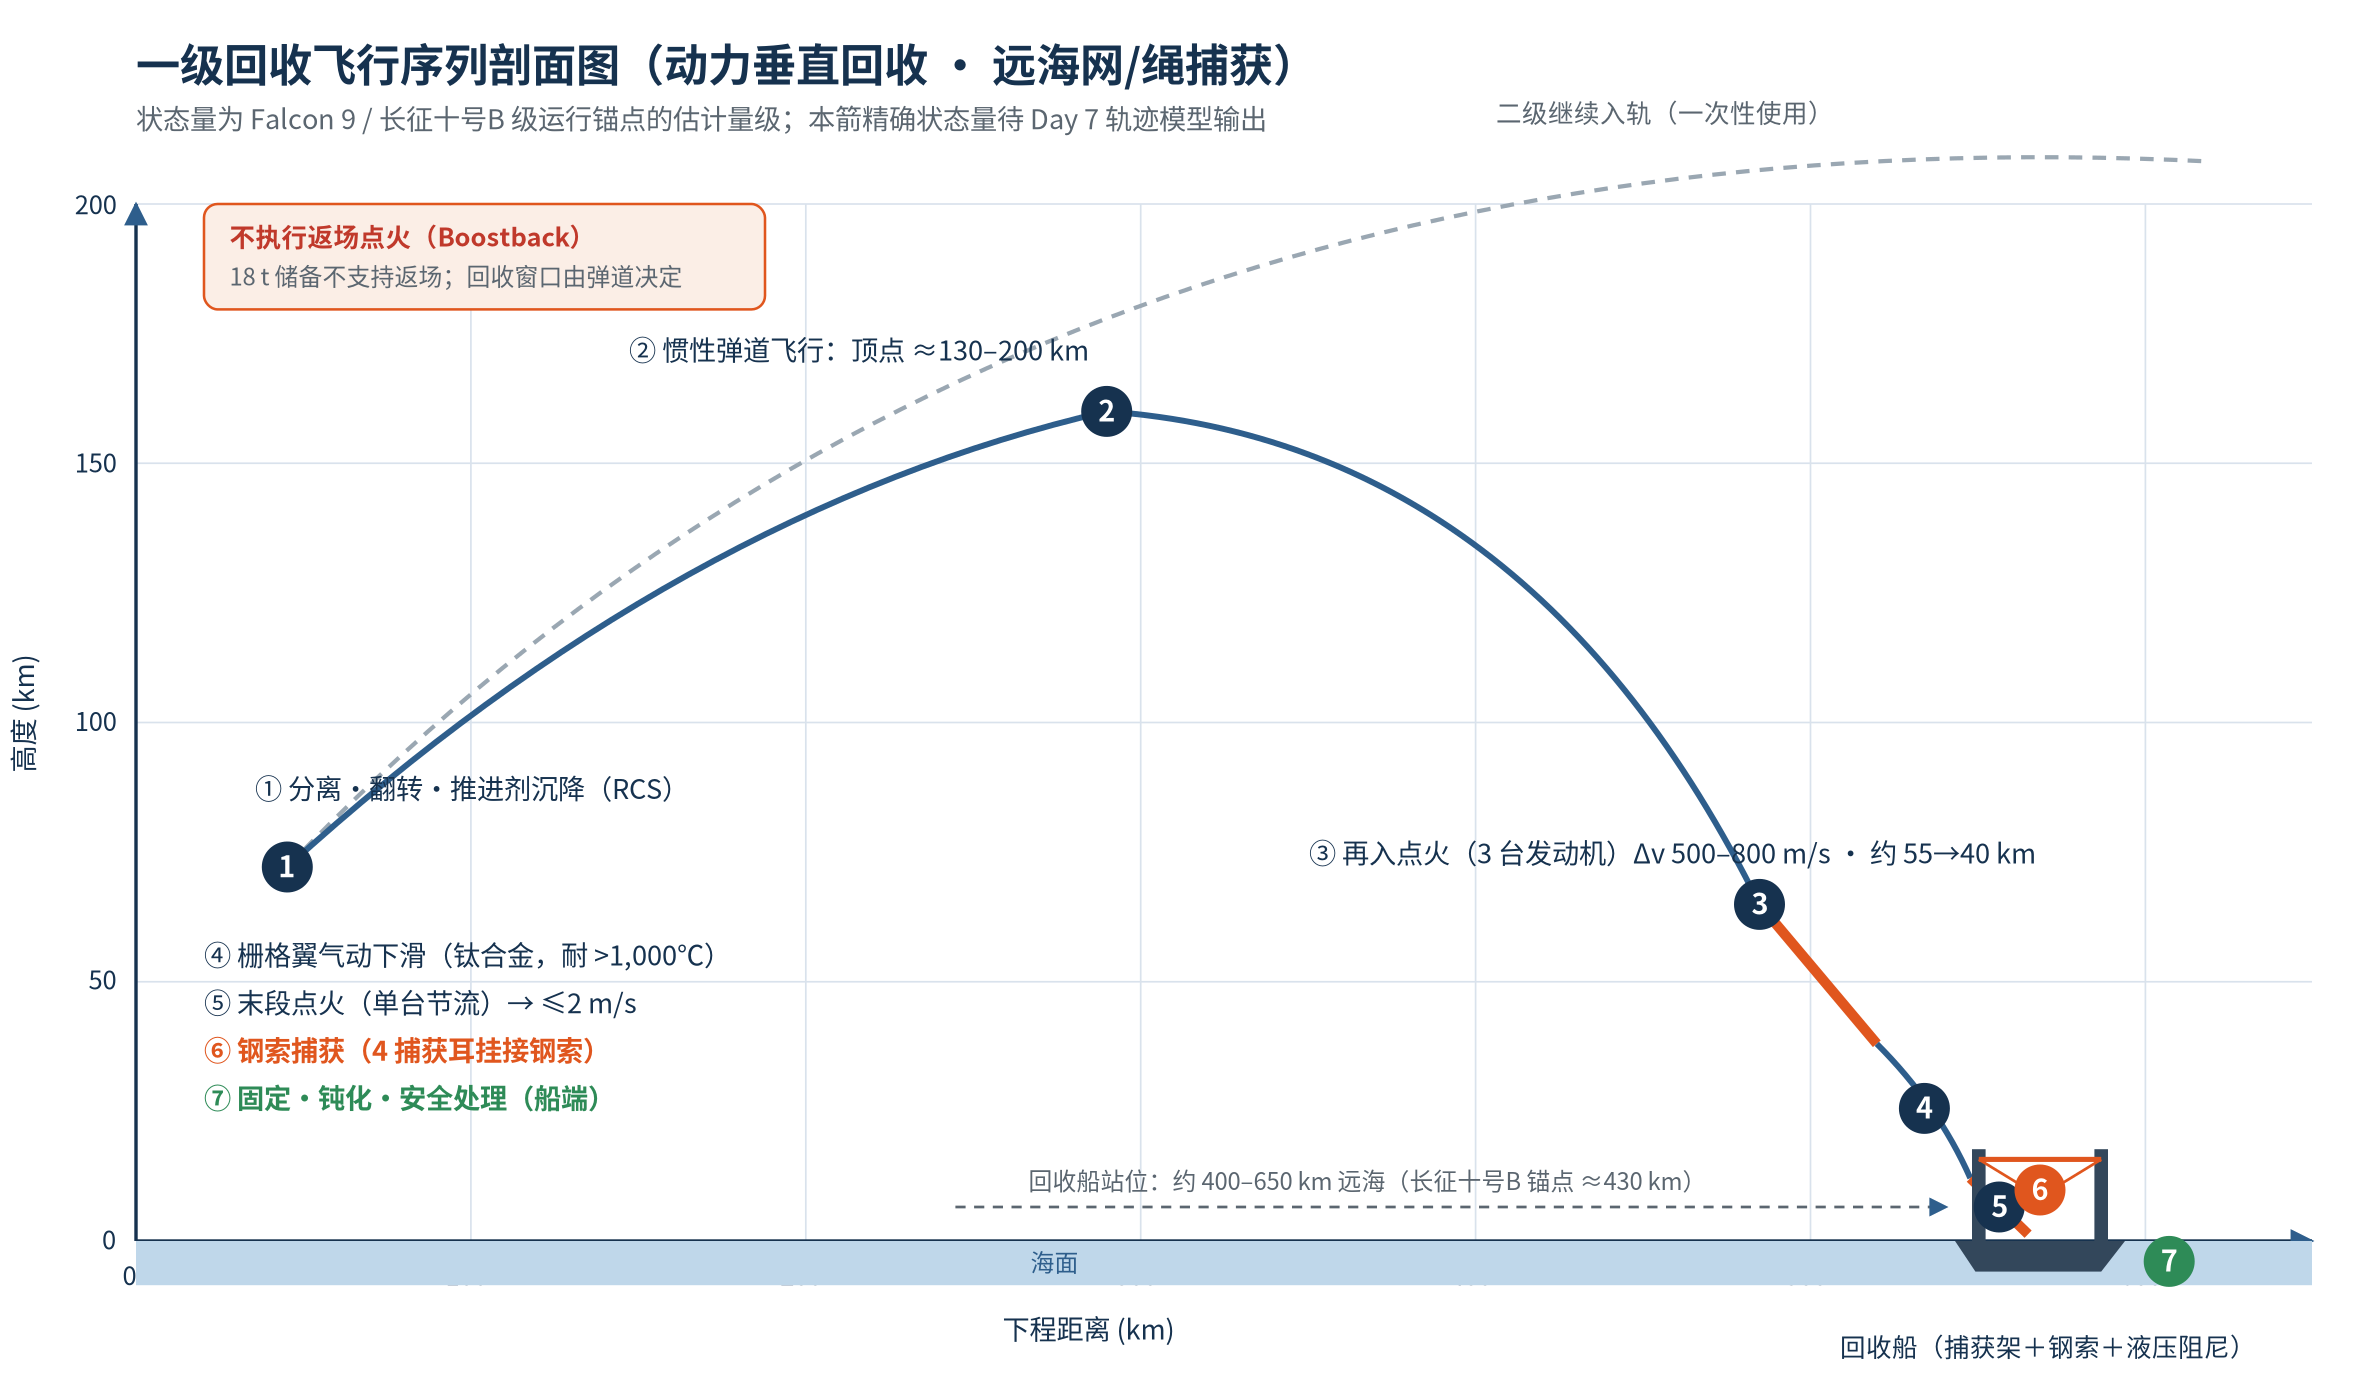 一级回收飞行序列剖面图（动力垂直回收 · 远海网/绳捕获）
状态量为 Falcon 9 / 长征十号B 级运行锚点的估计量级；本箭精确状态量待 Day 7 轨迹模型输出
二级继续入轨（一次性使用）
200
不执行返场点火（Boostback）
18 t 储备不支持返场；回收窗口由弹道决定
② 惯性弹道飞行：顶点 ≈130–200 km
2
150
高度 (km)
100
① 分离·翻转·推进剂沉降（RCS）
③ 再入点火（3 台发动机）Δv 500–800 m/s · 约 55→40 km
1
3
④ 栅格翼气动下滑（钛合金，耐 >1,000°C）
50
⑤ 末段点火（单台节流）→ ≤2 m/s
⑥ 钢索捕获（4 捕获耳挂接钢索）
⑦ 固定·钝化·安全处理（船端）
4
回收船站位：约 400–650 km 远海（长征十号B 锚点 ≈430 km）
5
6
0
海面
7
0
下程距离 (km)
回收船（捕获架＋钢索＋液压阻尼）